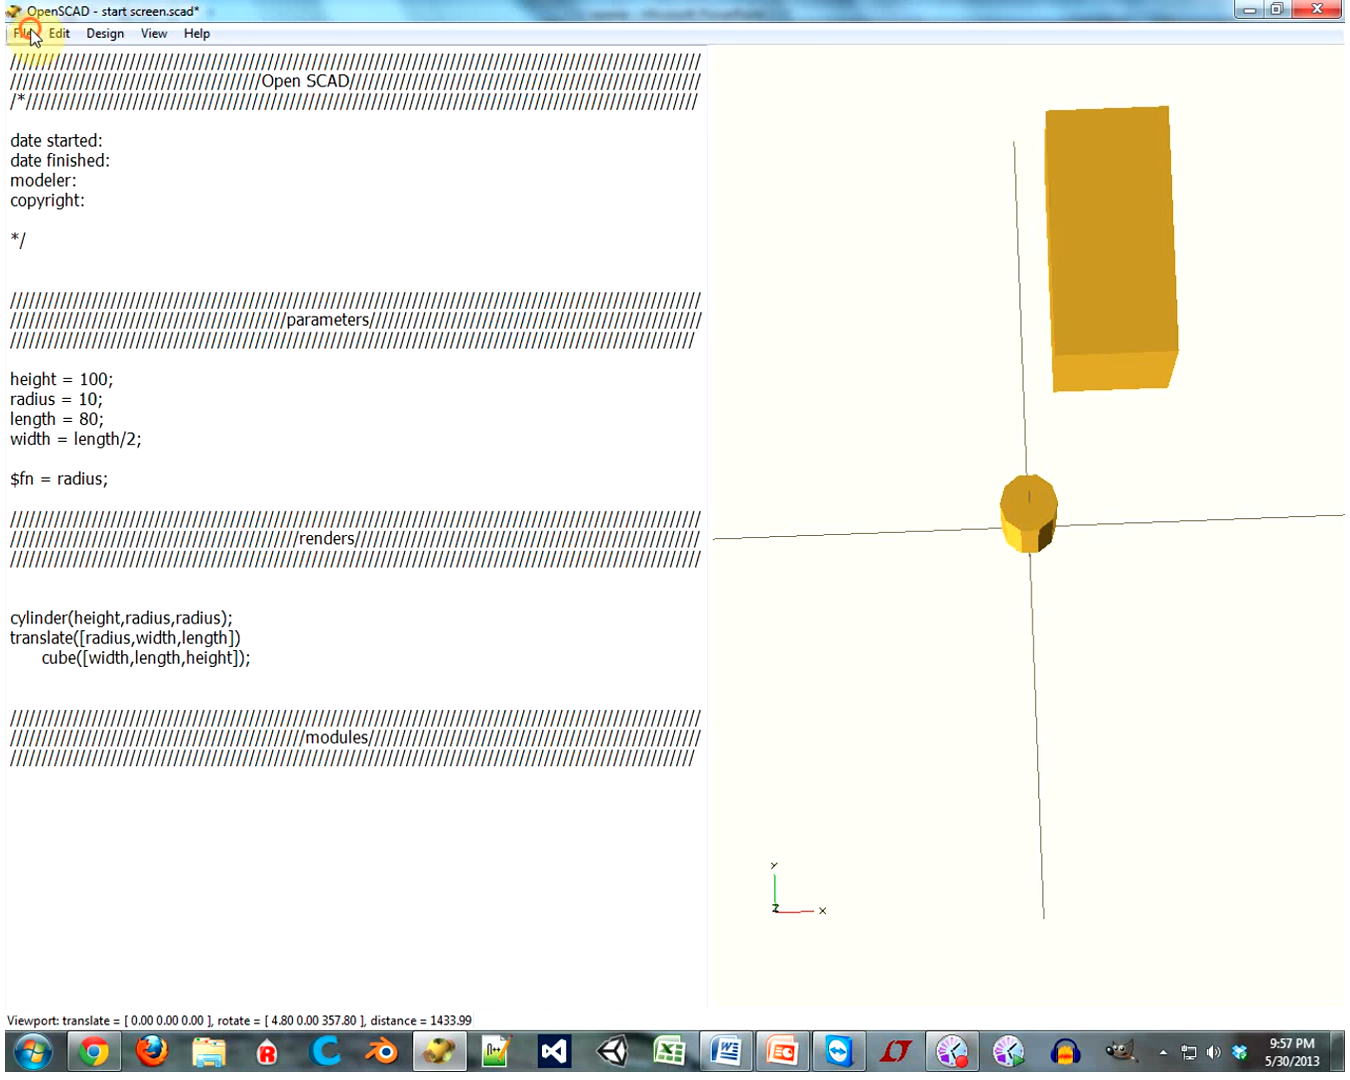 OpenSCAD - start screen.scad*
File Edit Design View Help
////////////////////////////////////////////////////////////////////////////////////////////////////////////////
/////////////////////////////////////////Open SCAD/////////////////////////////////////////////////////////
/*/////////////////////////////////////////////////////////////////////////////////////////////////////////////
date started:
date finished:
modeler:
copyright:
*/
////////////////////////////////////////////////////////////////////////////////////////////////////////////////
/////////////////////////////////////////////parameters//////////////////////////////////////////////////////
///////////////////////////////////////////////////////////////////////////////////////////////////////////////
height = 100;
radius = 10;
length = 80;
width = length/2;
$fn = radius;
////////////////////////////////////////////////////////////////////////////////////////////////////////////////
///////////////////////////////////////////////renders////////////////////////////////////////////////////////
////////////////////////////////////////////////////////////////////////////////////////////////////////////////
cylinder(height,radius,radius);
translate([radius,width,length])
cube([width,length,height]);
////////////////////////////////////////////////////////////////////////////////////////////////////////////////
////////////////////////////////////////////////modules//////////////////////////////////////////////////////
///////////////////////////////////////////////////////////////////////////////////////////////////////////////
Y
Z X
Viewport: translate = [ 0.00 0.00 0.00 ], rotate = [ 4.80 0.00 357.80 ], distance = 1433.99
9:57 PM
5/30/2013